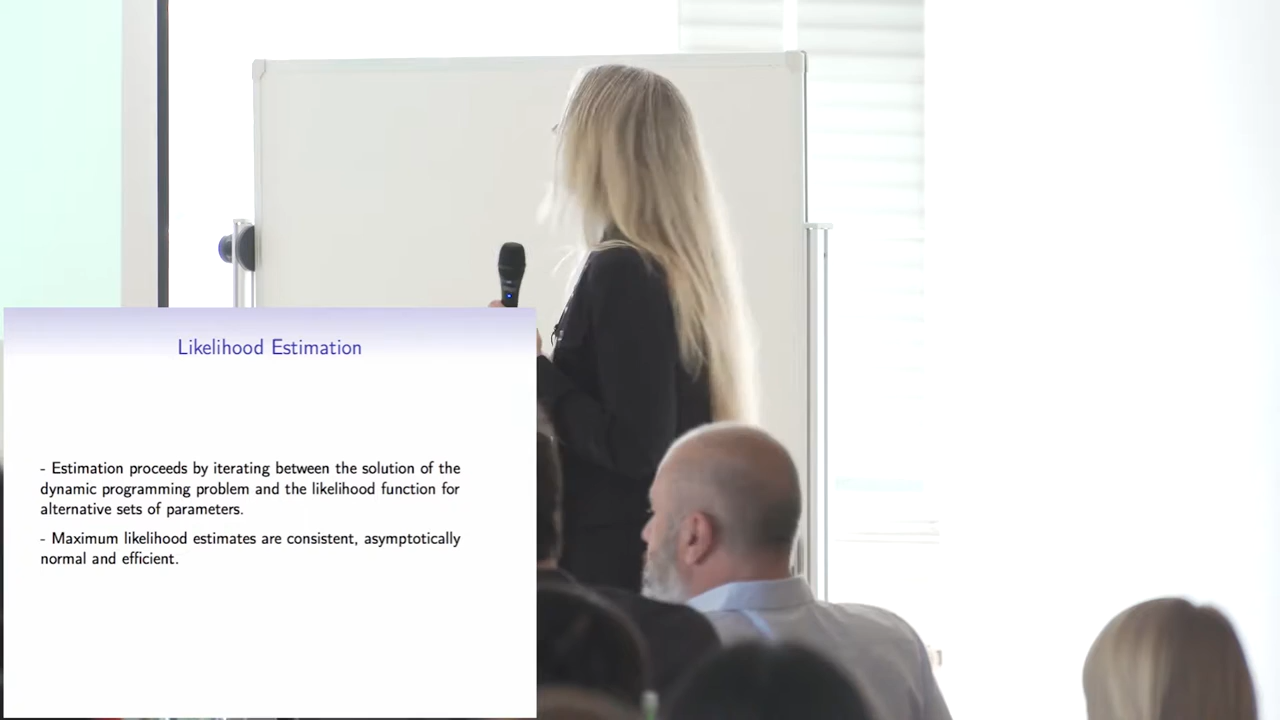 Likelihood Estimation
- Estimation proceeds by iterating between the solution of the
dynamic programming problem and the likelihood function for
alternative sets of parameters.
- Maximum likelihood estimates are consistent, asymptotically
normal and efficient.